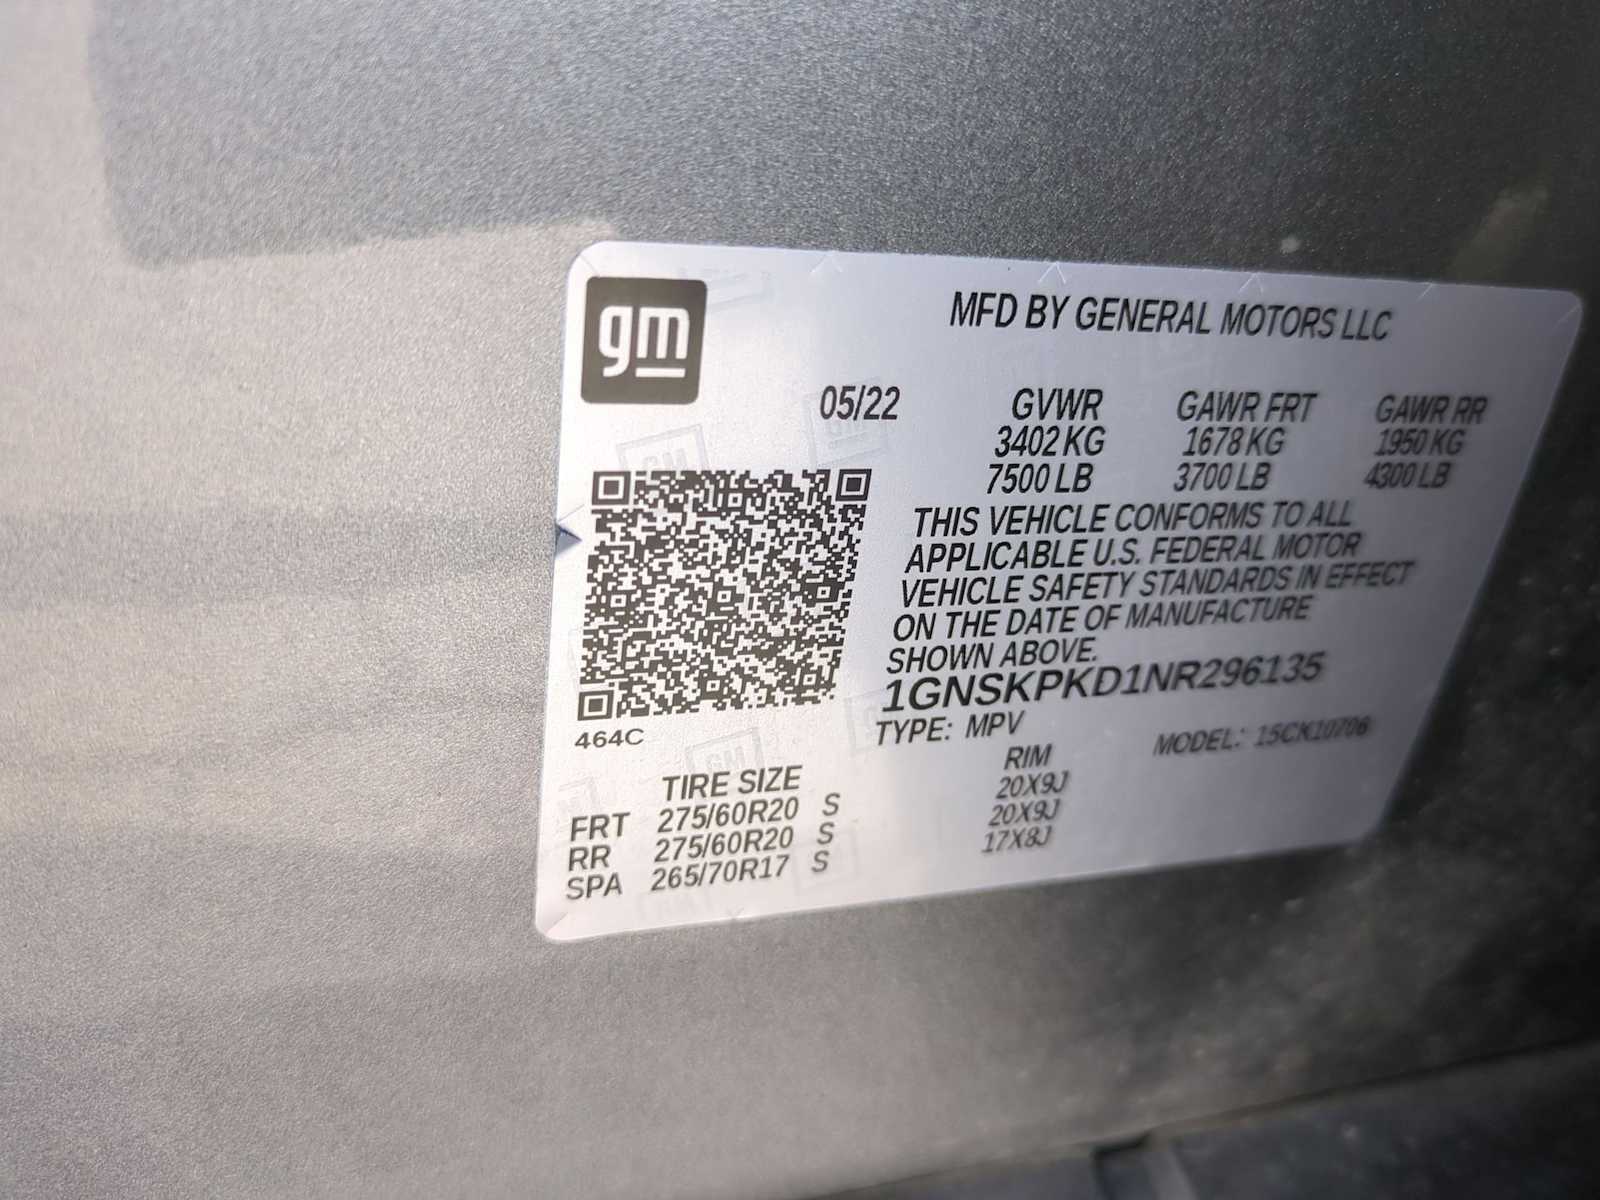 gm
MFD BY GENERAL MOTORS LLC
05/22 GVWR GAWR FRT GAWR RR
3402 KG 1678 KG 1950 KG
7500 LB 3700 LB 4300 LB
THIS VEHICLE CONFORMS TO ALL
APPLICABLE U.S. FEDERAL MOTOR
VEHICLE SAFETY STANDARDS IN EFFECT
ON THE DATE OF MANUFACTURE
SHOWN ABOVE.
1GNSKPKD1NR296135
TYPE: MPV MODEL: 15CK10706
464C
TIRE SIZE RIM
FRT 275/60R20 S 20X9J
RR 275/60R20 S 20X9J
SPA 265/70R17 S 17X8J